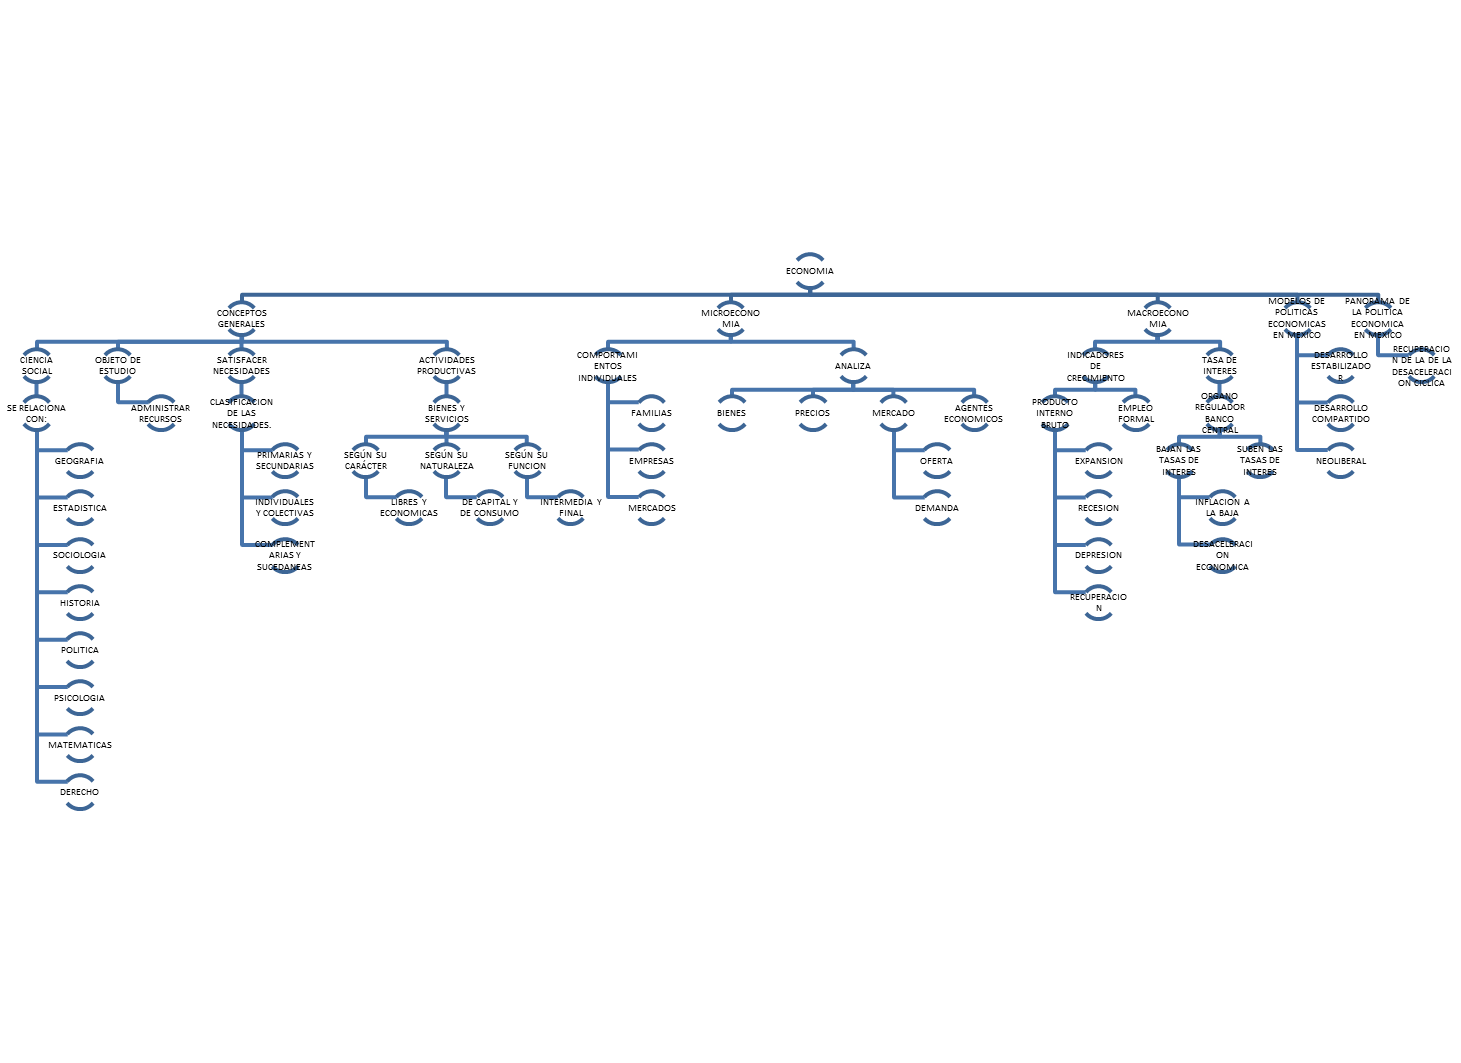 ECONOMIA
CONCEPTOS
GENERALES
CIENCIA
SOCIAL
SE RELACIONA
CON:
GEOGRAFIA
ESTADISTICA
SOCIOLOGIA
HISTORIA
POLITICA
PSICOLOGIA
MATEMATICAS
DERECHO
OBJETO DE
ESTUDIO
ADMINISTRAR
RECURSOS
SATISFACER
NECESIDADES
CLASIFICACION
DE LAS
NECESIDADES.
PRIMARIAS Y
SECUNDARIAS
INDIVIDUALES
Y COLECTIVAS
COMPLEMENT
ARIAS Y
SUCEDANEAS
ACTIVIDADES
PRODUCTIVAS
BIENES Y
SERVICIOS
SEGÚN SU
CARÁCTER
LIBRES Y
ECONOMICAS
SEGÚN SU
NATURALEZA
DE CAPITAL Y
DE CONSUMO
SEGÚN SU
FUNCION
INTERMEDIA Y
FINAL
MICROECONO
MIA
COMPORTAMI
ENTOS
INDIVIDUALES
FAMILIAS
EMPRESAS
MERCADOS
ANALIZA
BIENES
PRECIOS
MERCADO
OFERTA
DEMANDA
AGENTES
ECONOMICOS
MACROECONO
MIA
INDICADORES
DE
CRECIMIENTO
PRODUCTO
INTERNO
BRUTO
EXPANSION
RECESION
DEPRESION
RECUPERACIO
N
EMPLEO
FORMAL
TASA DE
INTERES
ORGANO
REGULADOR
BANCO
CENTRAL
BAJAN LAS
TASAS DE
INTERES
INFLACION A
LA BAJA
DESACELERACI
ON
ECONOMICA
SUBEN LAS
TASAS DE
INTERES
MODELOS DE
POLITICAS
ECONOMICAS
EN MEXICO
DESARROLLO
ESTABILIZADO
R
DESARROLLO
COMPARTIDO
NEOLIBERAL
PANORAMA DE
LA POLITICA
ECONOMICA
EN MEXICO
RECUPERACIO
N DE LA DE LA
DESACELERACI
ON CICLICA